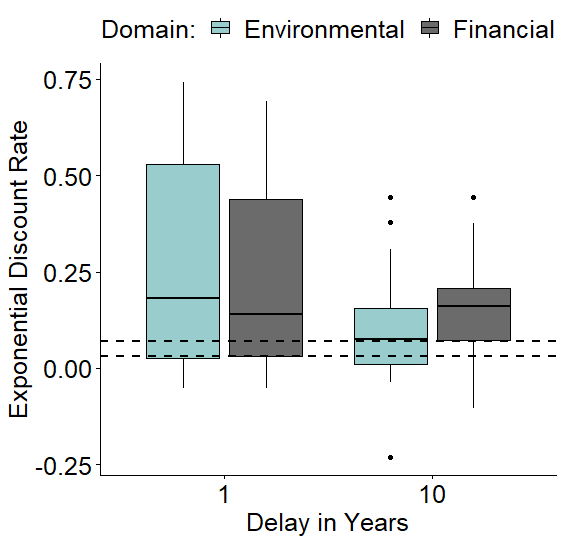 Domain: Environmental Financial
Exponential Discount Rate
0.75
0.50
0.25
0.00
-0.25
1 10
Delay in Years